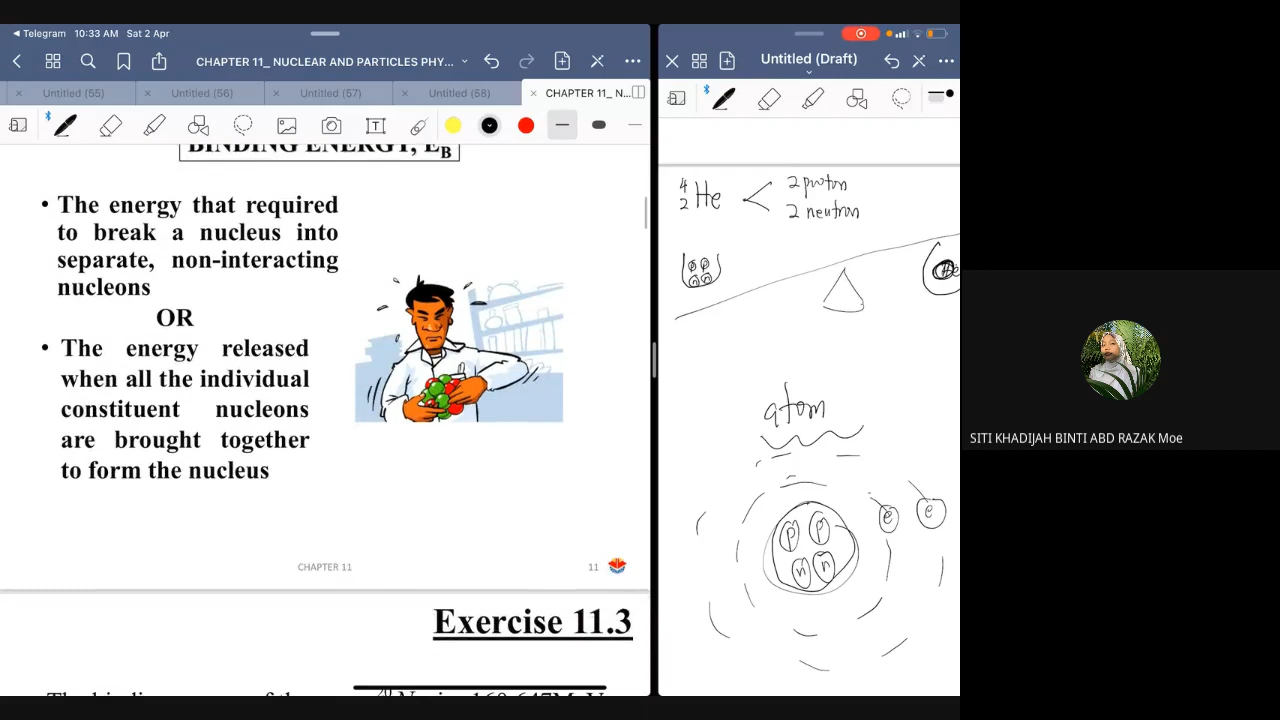 Telegram 10:33 AM Sat 2 Apr
CHAPTER 11_ NUCLEAR AND PARTICLES PHY...
Untitled (55)
Untitled (56)
Untitled (57)
Untitled (58)
CHAPTER 11_ N...
T
BINDING ENERGY, EB
• The energy that required
to break a nucleus into
separate, non-interacting
nucleons
OR
• The energy released
when all the individual
constituent nucleons
are brought together
to form the nucleus
CHAPTER 11
11
Exercise 11.3
Untitled (Draft)
4
2 He < 2 proton
2 neutron
p p
n n
He
atom
p p
n n
e e
SITI KHADIJAH BINTI ABD RAZAK Moe